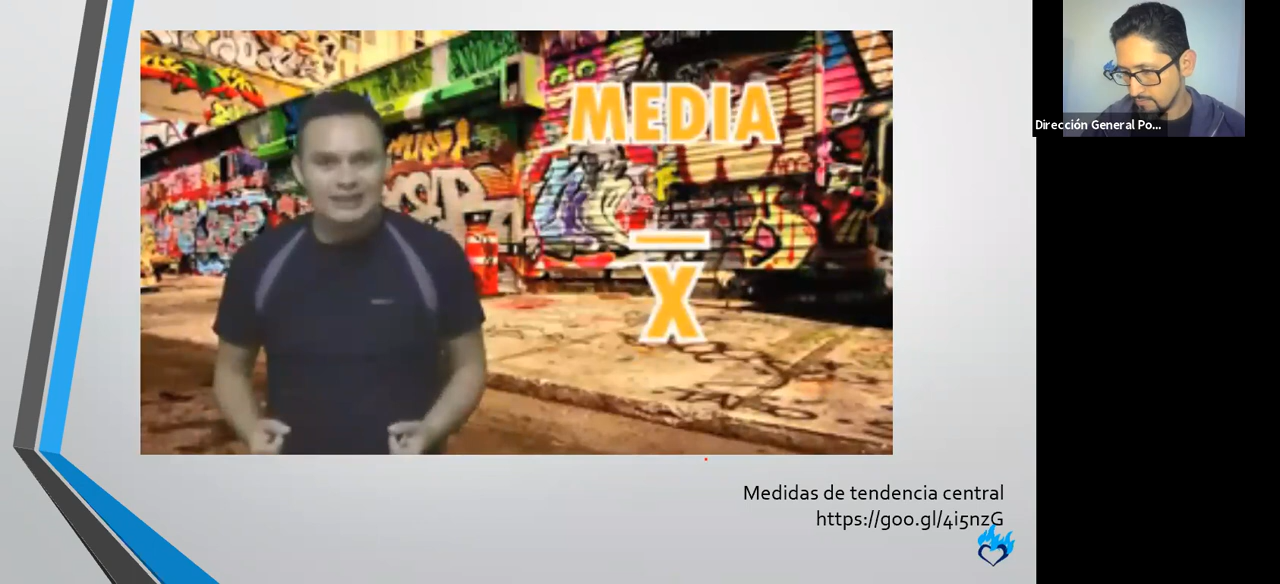 MEDIA
X
Medidas de tendencia central
https://goo.gl/4i5nzG
Dirección General Po...